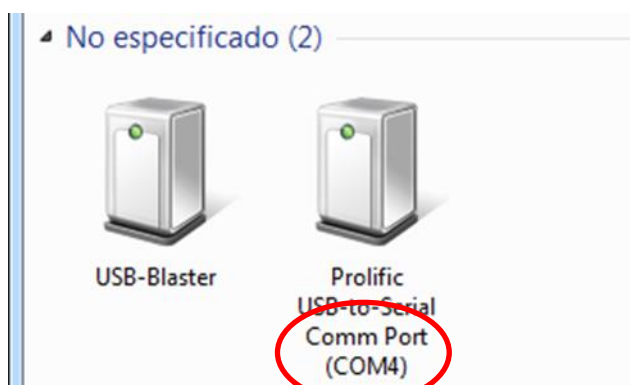 No especificado (2)
USB-Blaster
Prolific
USB-to-Serial
Comm Port
(COM4)